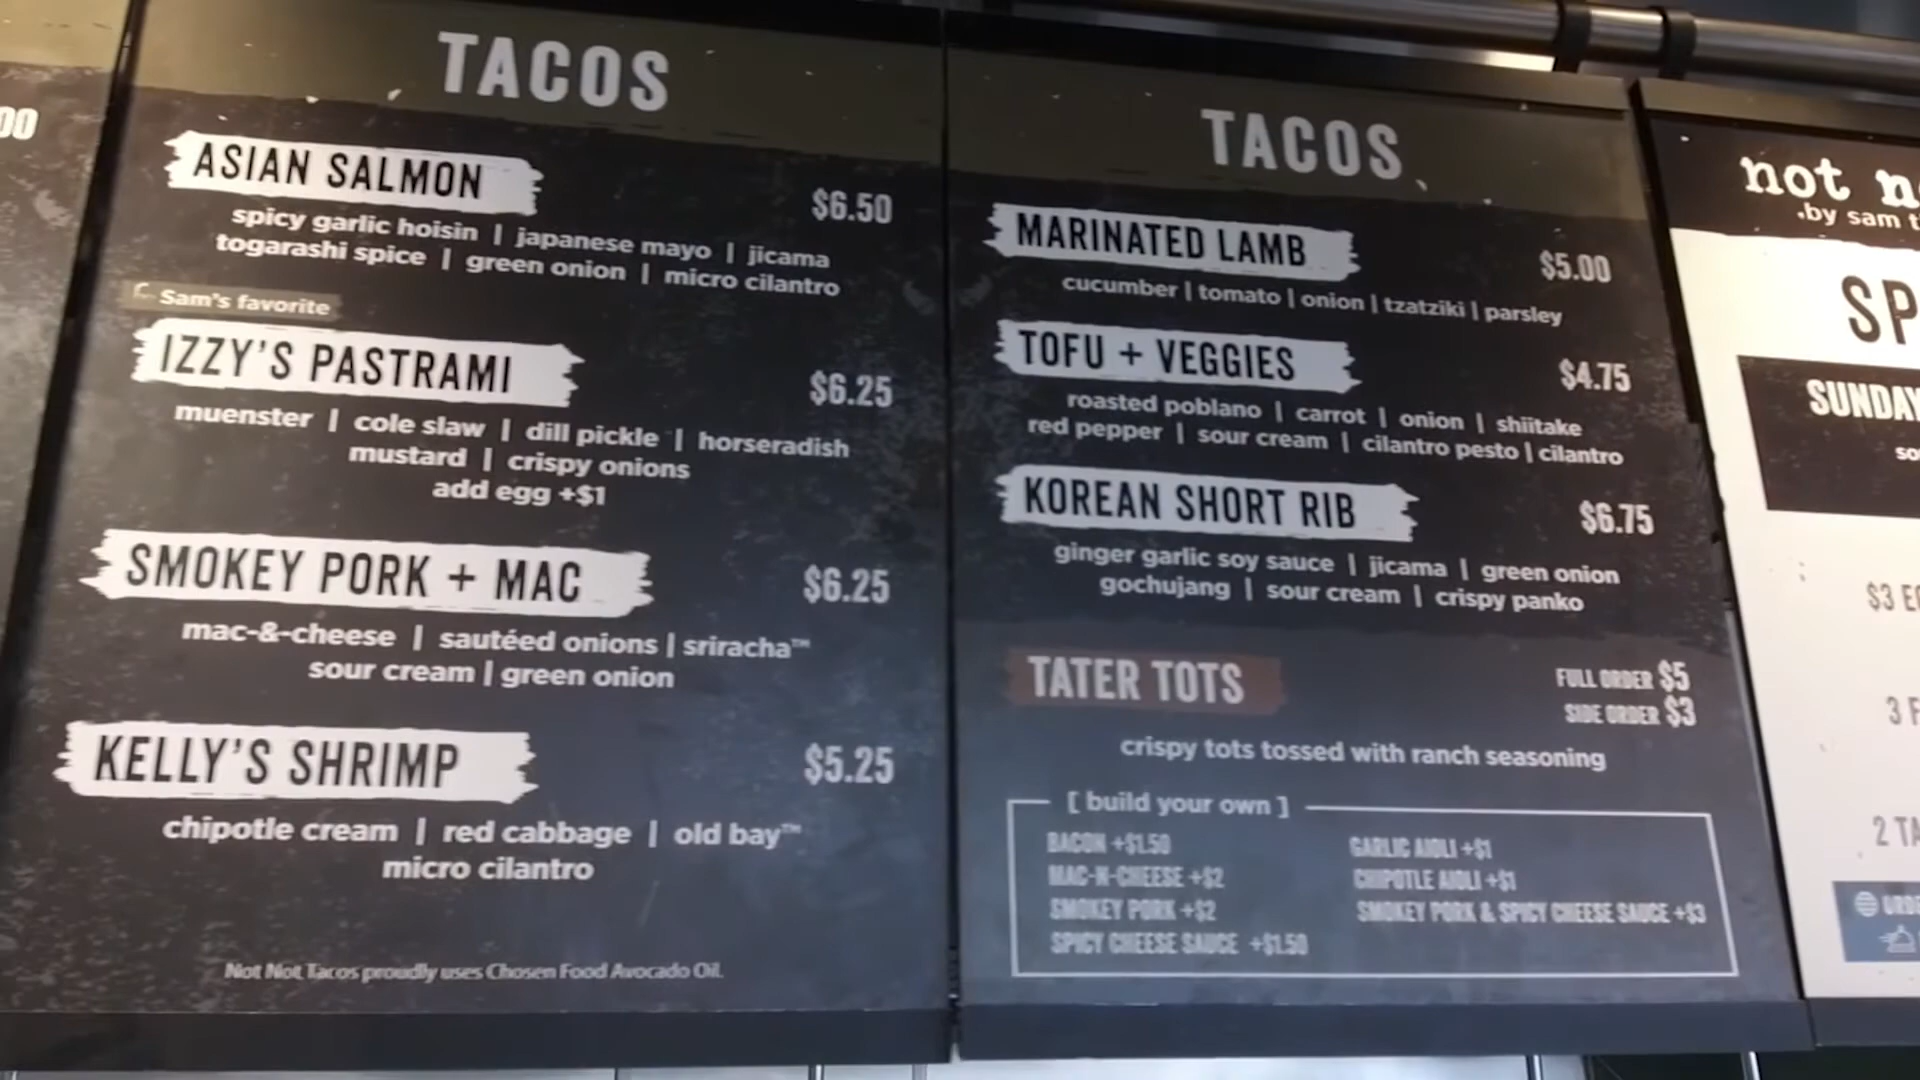 00
TACOS
ASIAN SALMON
$6.50
spicy garlic hoisin | japanese mayo | jicama
togarashi spice | green onion | micro cilantro
Sam's favorite
IZZY'S PASTRAMI
$6.25
muenster | cole slaw | dill pickle | horseradish
mustard | crispy onions
add egg +$1
SMOKEY PORK + MAC
$6.25
mac-&-cheese | sautéed onions | sriracha™
sour cream | green onion
KELLY'S SHRIMP
$5.25
chipotle cream | red cabbage | old bay™
micro cilantro
Not Not Tacos proudly uses Chosen Food Avocado Oil.
TACOS
MARINATED LAMB
$5.00
cucumber | tomato | onion | tzatziki | parsley
TOFU + VEGGIES
$4.75
roasted poblano | carrot | onion | shiitake
red pepper | sour cream | cilantro pesto | cilantro
KOREAN SHORT RIB
$6.75
ginger garlic soy sauce | jicama | green onion
gochujang | sour cream | crispy panko
TATER TOTS
FULL ORDER $5
SIDE ORDER $3
crispy tots tossed with ranch seasoning
[ build your own ]
BACON +$1.50
MAC-N-CHEESE +$2
SMOKEY PORK +$2
SPICY CHEESE SAUCE +$1.50
GARLIC AIOLI +$1
CHIPOTLE AIOLI +$1
SMOKEY PORK & SPICY CHEESE SAUCE +$3
not n
.by sam t
SP
SUNDAY
so
$3
3 F
2 TA